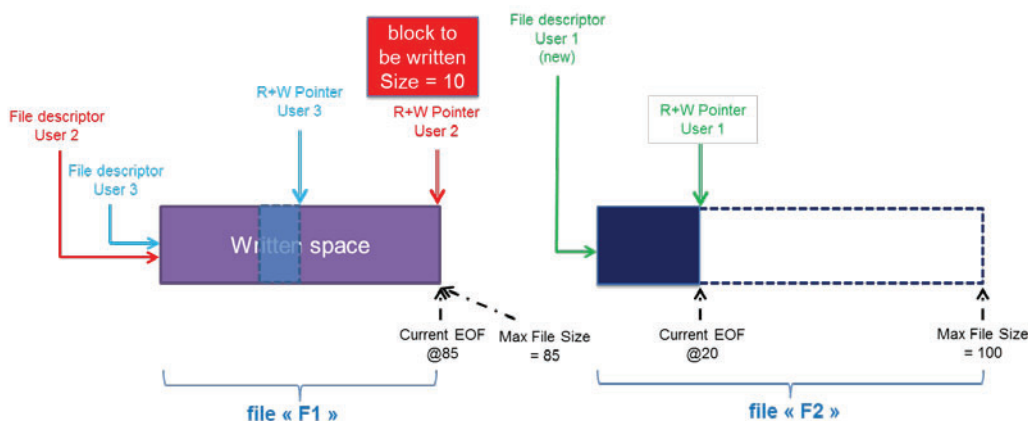 block to
be written
Size = 10
File descriptor
User 1
(new)
R+W Pointer
User 3
R+W Pointer
User 2
R+W Pointer
User 1
File descriptor
User 2
File descriptor
User 3
Written space
Current EOF
@85
Max File Size
= 85
Current EOF
@20
Max File Size
= 100
file « F1 »
file « F2 »